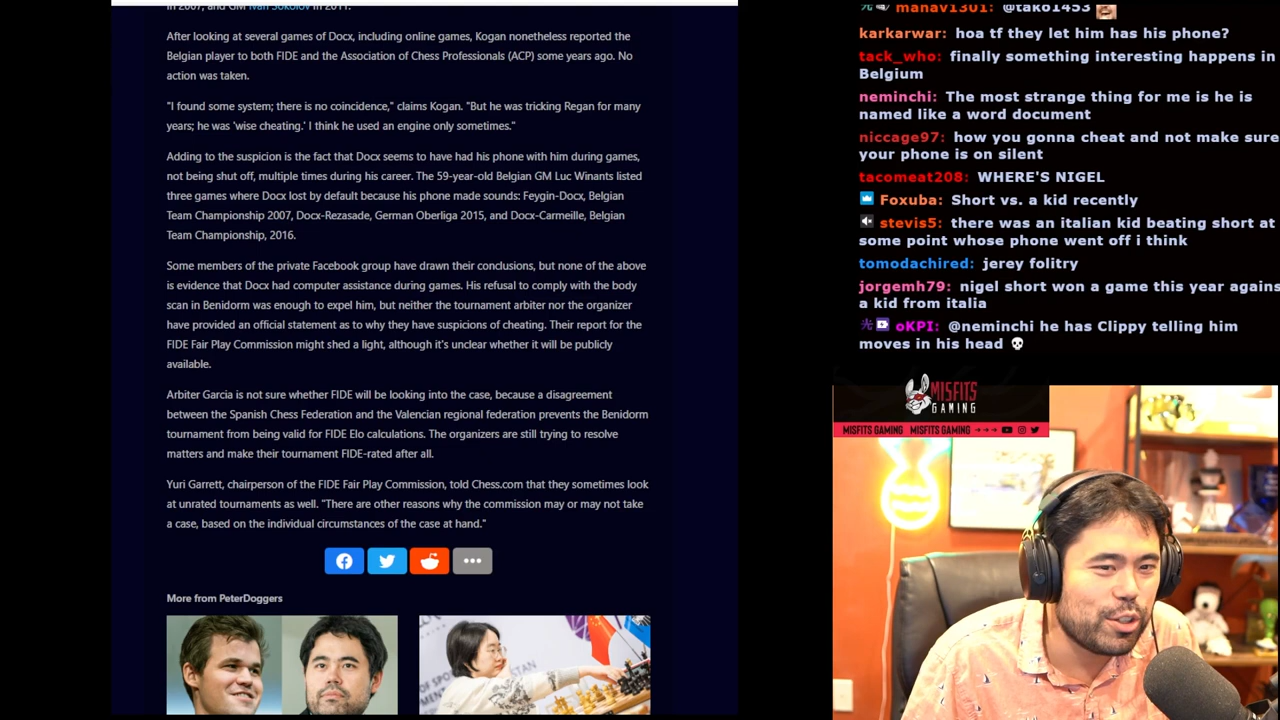 in 2007, and GM Ivan Sokolov in 2011.
After looking at several games of Docx, including online games, Kogan nonetheless reported the
Belgian player to both FIDE and the Association of Chess Professionals (ACP) some years ago. No
action was taken.
"I found some system; there is no coincidence," claims Kogan. "But he was tricking Regan for many
years; he was 'wise cheating.' I think he used an engine only sometimes."
Adding to the suspicion is the fact that Docx seems to have had his phone with him during games,
not being shut off, multiple times during his career. The 59-year-old Belgian GM Luc Winants listed
three games where Docx lost by default because his phone made sounds: Feygin-Docx, Belgian
Team Championship 2007, Docx-Rezasade, German Oberliga 2015, and Docx-Carmeille, Belgian
Team Championship, 2016.
Some members of the private Facebook group have drawn their conclusions, but none of the above
is evidence that Docx had computer assistance during games. His refusal to comply with the body
scan in Benidorm was enough to expel him, but neither the tournament arbiter nor the organizer
have provided an official statement as to why they have suspicions of cheating. Their report for the
FIDE Fair Play Commission might shed a light, although it's unclear whether it will be publicly
available.
Arbiter Garcia is not sure whether FIDE will be looking into the case, because a disagreement
between the Spanish Chess Federation and the Valencian regional federation prevents the Benidorm
tournament from being valid for FIDE Elo calculations. The organizers are still trying to resolve
matters and make their tournament FIDE-rated after all.
Yuri Garrett, chairperson of the FIDE Fair Play Commission, told Chess.com that they sometimes look
at unrated tournaments as well. "There are other reasons why the commission may or may not take
a case, based on the individual circumstances of the case at hand."
More from PeterDoggers
manav1301: @tako1453
karkarwar: hoa tf they let him has his phone?
tack_who: finally something interesting happens in
Belgium
neminchi: The most strange thing for me is he is
named like a word document
niccage97: how you gonna cheat and not make sure
your phone is on silent
tacomeat208: WHERE'S NIGEL
Foxuba: Short vs. a kid recently
stevis5: there was an italian kid beating short at
some point whose phone went off i think
tomodachired: jerey folitry
jorgemh79: nigel short won a game this year agains
a kid from italia
oKPI: @neminchi he has Clippy telling him
moves in his head 💀
MISFITS
GAMING
MISFITS GAMING MISFITS GAMING